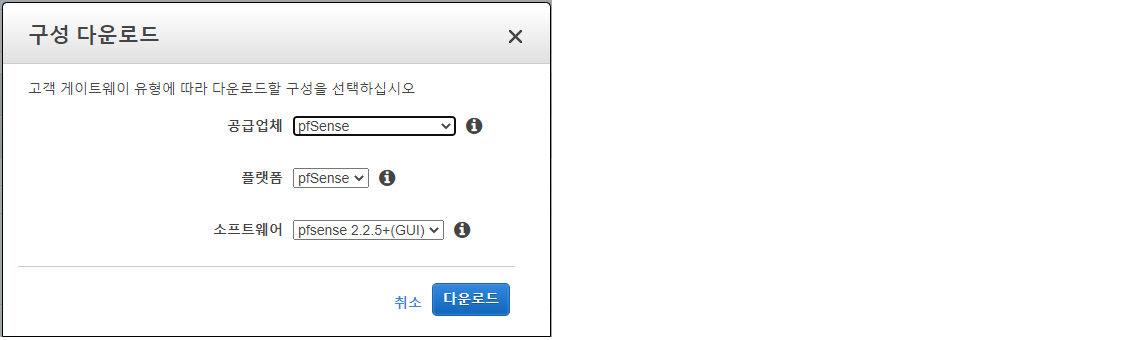 구성 다운로드
고객 게이트웨이 유형에 따라 다운로드할 구성을 선택하십시오
공급업체 pfSense
플랫폼 pfSense
소프트웨어 pfsense 2.2.5+(GUI)
취소 다운로드